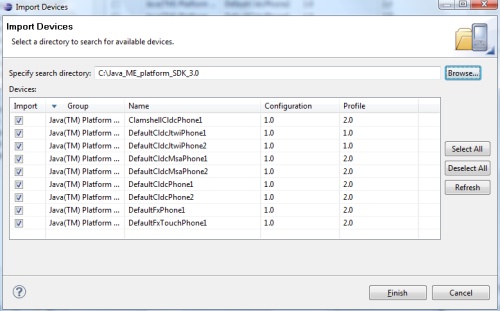 Import Devices
Import Devices
Select a directory to search for available devices.
Specify search directory: C:\Java_ME_platform_SDK_3.0 Browse...
Devices:
Import Group Name Configuration Profile
Java(TM) Platform ... ClamshellCldcPhone1 1.0 2.0
Java(TM) Platform ... DefaultCldcJtwiPhone1 1.0 2.0
Java(TM) Platform ... DefaultCldcJtwiPhone2 1.0 2.0
Java(TM) Platform ... DefaultCldcMsaPhone1 1.0 2.0
Java(TM) Platform ... DefaultCldcMsaPhone2 1.0 2.0
Java(TM) Platform ... DefaultCldcPhone1 1.0 2.0
Java(TM) Platform ... DefaultCldcPhone2 1.0 2.0
Java(TM) Platform ... DefaultFxPhone1 1.0 2.0
Java(TM) Platform ... DefaultFxTouchPhone1 1.0 2.0
Select All
Deselect All
Refresh
Finish Cancel